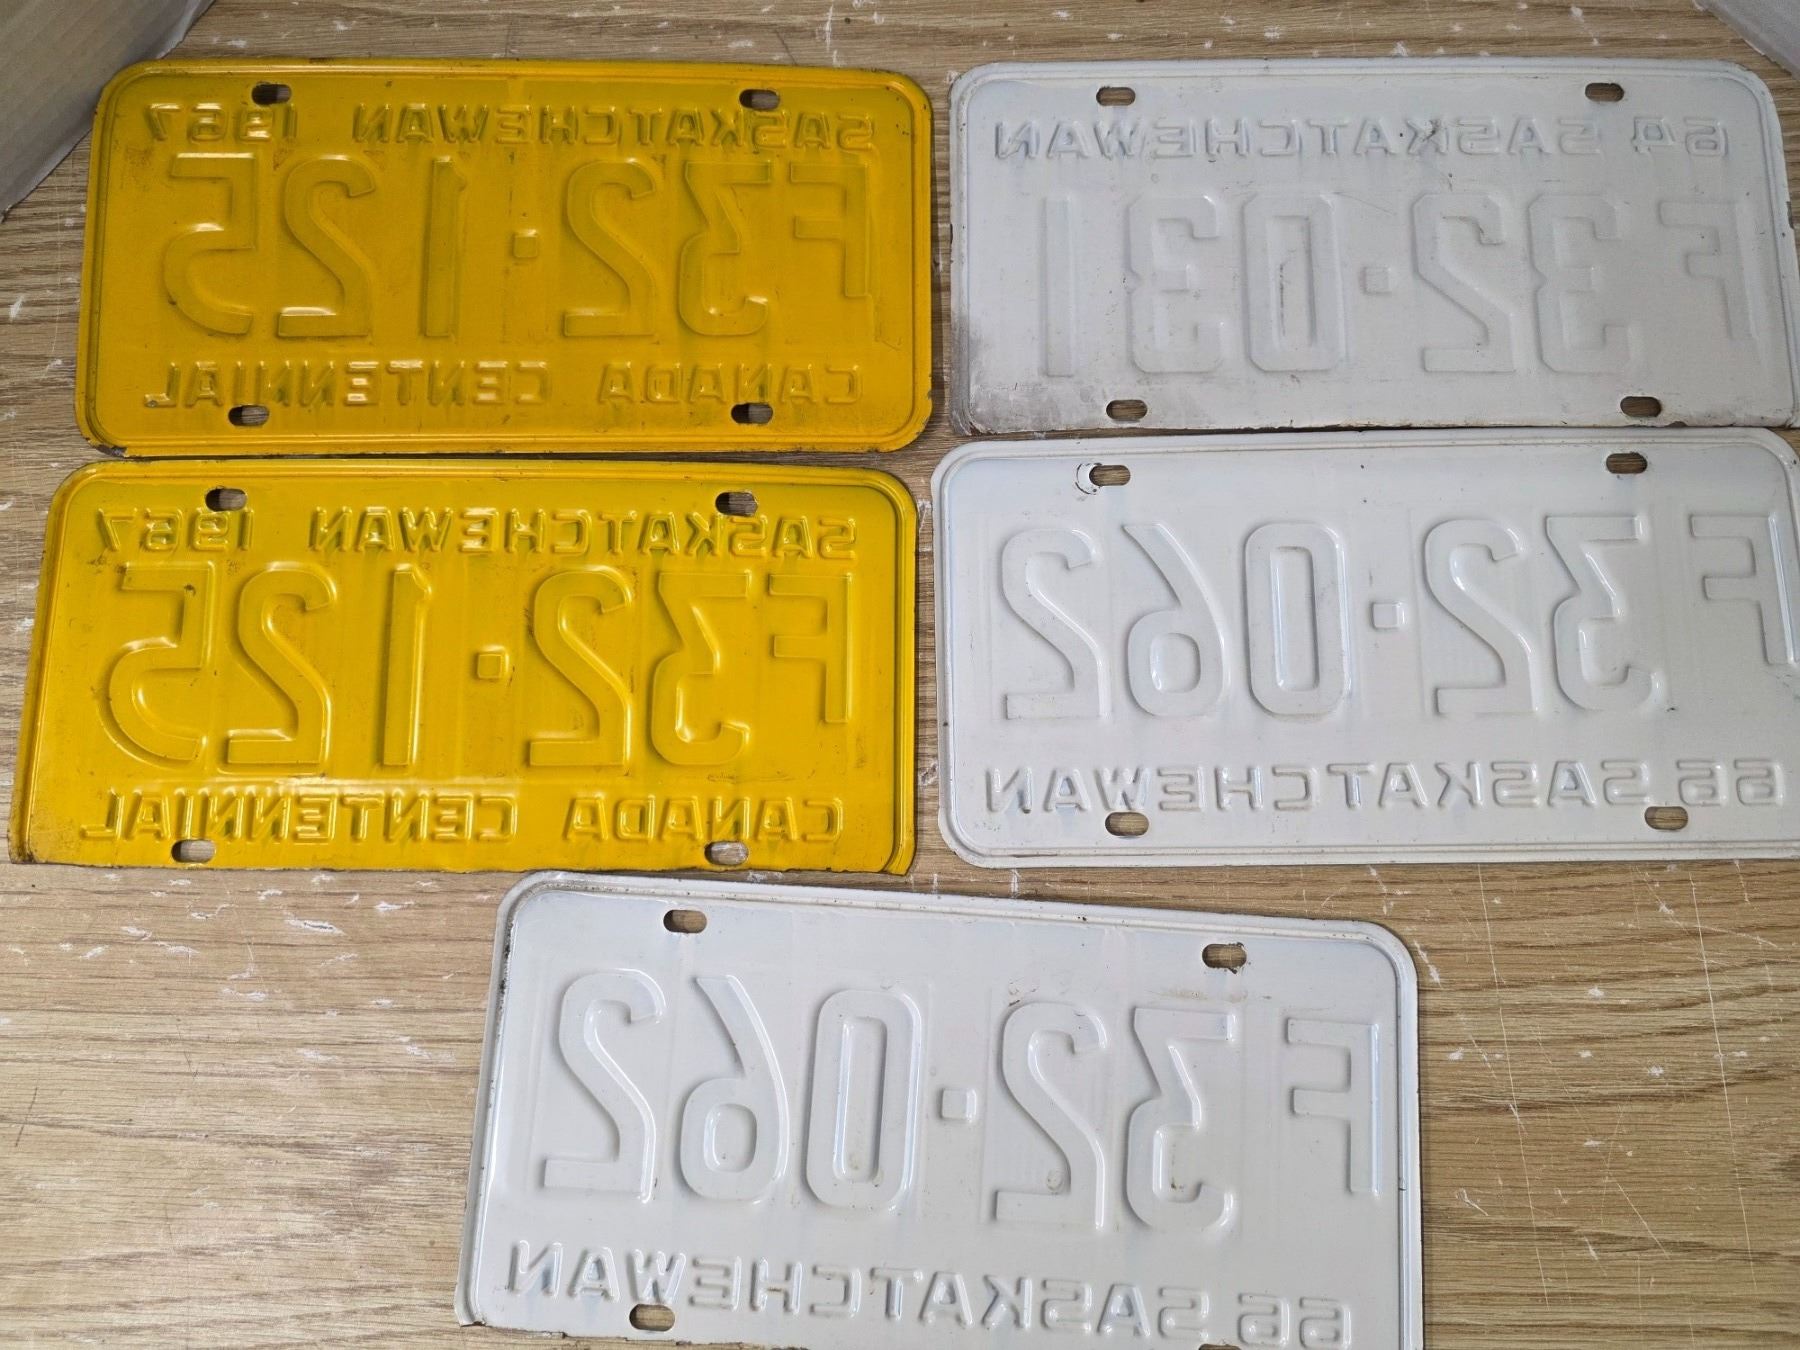 SASKATCHEWAN 1967
F32·125
CANADA CENTENNIAL
64 SASKATCHEWAN
F32·031
SASKATCHEWAN 1967
F32·125
CANADA CENTENNIAL
F32·062
66 SASKATCHEWAN
F32·062
66 SASKATCHEWAN